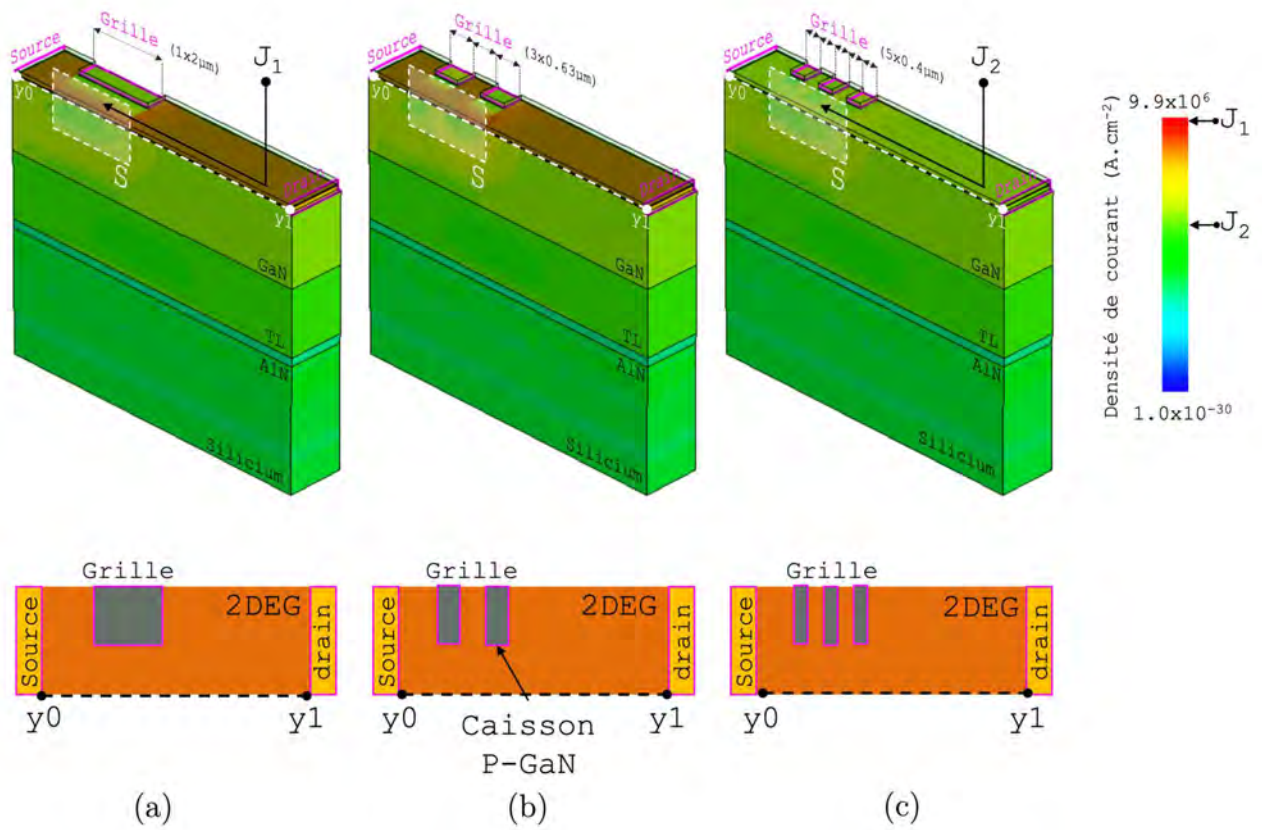 Grille
(1x2µm)
Source
J1
y0
S
Drain
y1
GaN
TL
AlN
Silicium
Grille
(3x0.63µm)
Source
y0
S
Drain
y1
GaN
TL
AlN
Silicium
Grille
(5x0.4µm)
Source
J2
y0
S
Drain
y1
GaN
TL
AlN
Silicium
9.9x10⁶
J1
J2
Densité de courant (A.cm⁻²)
1.0x10⁻³⁰
Grille
Source
2DEG
drain
y0
y1
Grille
Source
2DEG
drain
y0
y1
Caisson
P-GaN
Grille
Source
2DEG
drain
y0
y1
(a)
(b)
(c)